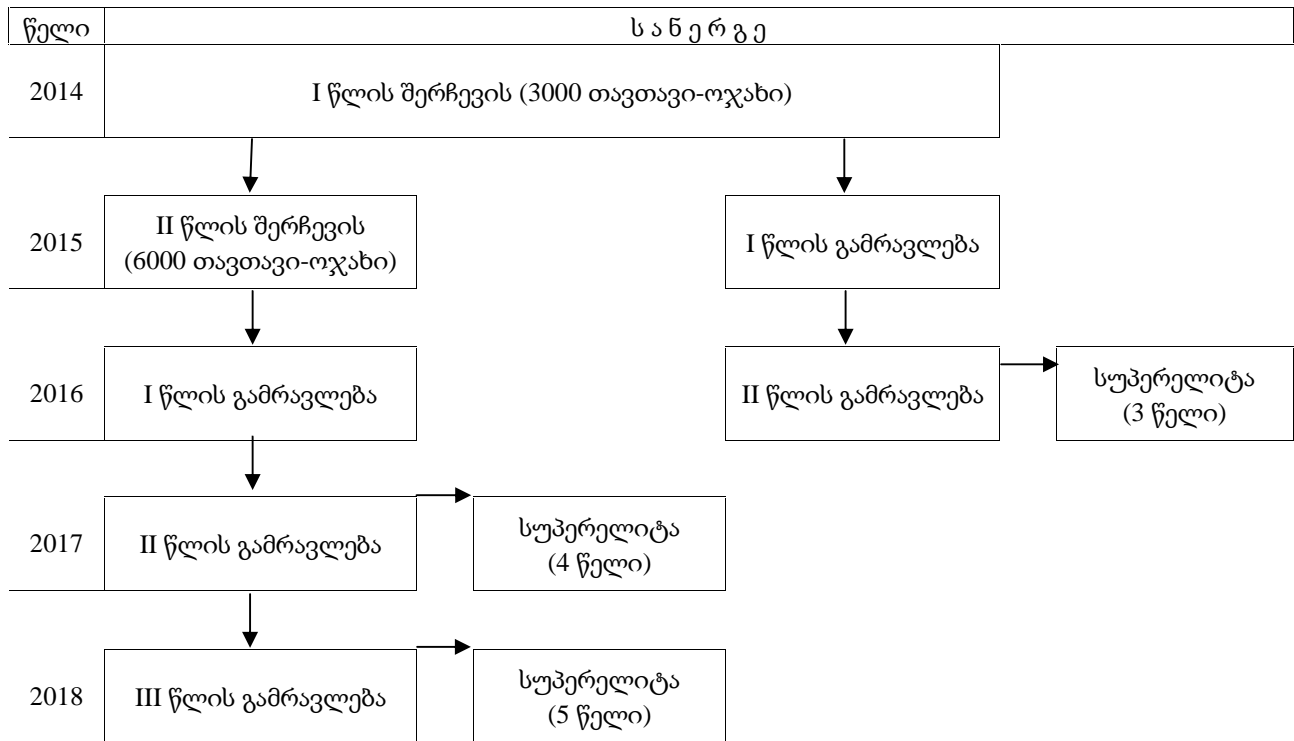 წელი
ს ა ნ ე რ გ ე
2014
I წლის შერჩევის (3000 თავთავი-ოჯახი)
2015
II წლის შერჩევის
(6000 თავთავი-ოჯახი)
I წლის გამრავლება
2016
I წლის გამრავლება
II წლის გამრავლება
სუპერელიტა
(3 წელი)
2017
II წლის გამრავლება
სუპერელიტა
(4 წელი)
2018
III წლის გამრავლება
სუპერელიტა
(5 წელი)